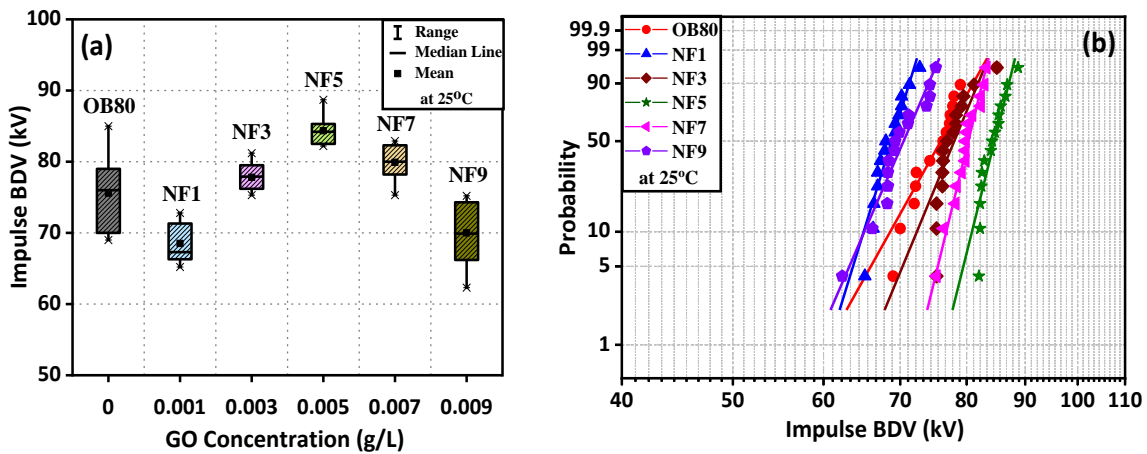 (a)
Range
Median Line
Mean
at 25°C
OB80
NF1
NF3
NF5
NF7
NF9
100
90
80
70
60
50
Impulse BDV (kV)
0 0.001 0.003 0.005 0.007 0.009
GO Concentration (g/L)
(b)
OB80
NF1
NF3
NF5
NF7
NF9
at 25°C
99.9
99
90
50
10
5
1
Probability
40 50 60 70 80 90 100 110
Impulse BDV (kV)